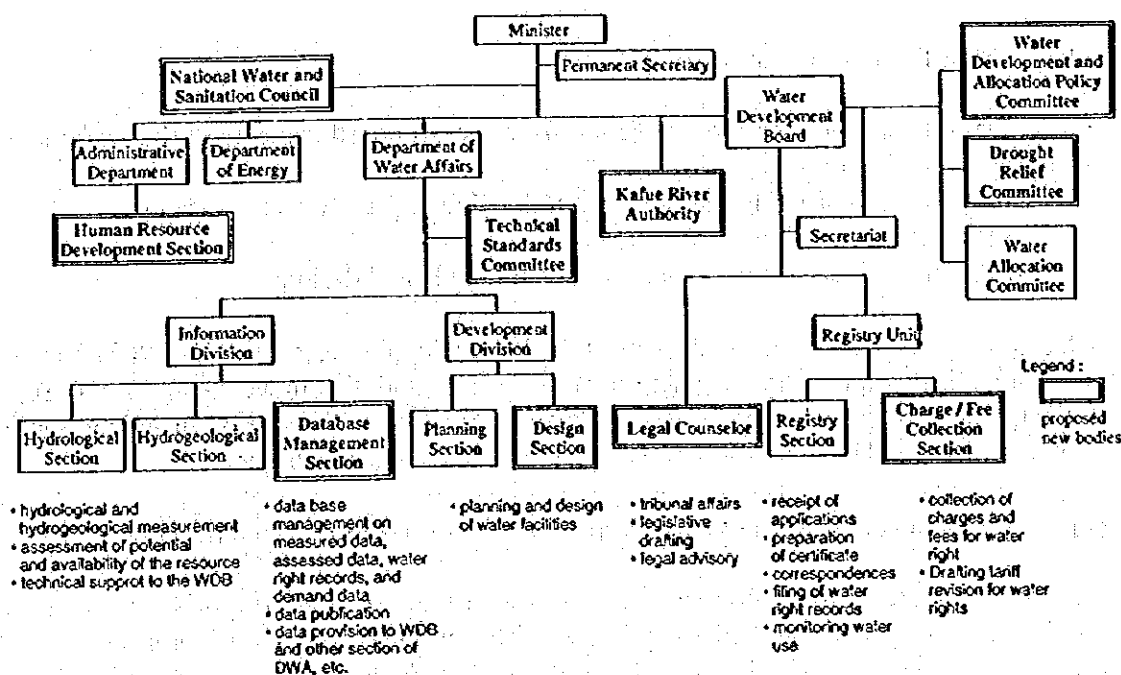 Minister
Permanent Secretary
National Water and
Sanitation Council
Water
Development
Board
Water
Development and
Allocation Policy
Committee
Administrative
Department
Department
of Energy
Department of
Water Affairs
Kafue River
Authority
Drought
Relief
Committee
Human Resource
Development Section
Technical
Standards
Committee
Secretariat
Water
Allocation
Committee
Information
Division
Development
Division
Registry Unit
Legend :
proposed
new bodies
Hydrological
Section
Hydrogeological
Section
Database
Management
Section
Planning
Section
Design
Section
Legal Counselor
Registry
Section
Charge / Fee
Collection
Section
• hydrological and
hydrogeological measurement
• assessment of potential
and availability of the resource
• technical supprot to the WDB
• data base
management on
measured data,
assessed data, water
right records, and
demand data
• data publication
• data provision to WDB
and other section of
DWA, etc.
• planning and design
of water facilities
• tribunal affairs
• legislative
drafting
• legal advisory
• receipt of
applications
• preparation
of certificate
• correspondences
• filing of water
right records
• monitoring water
use
• collection of
charges and
fees for water
right
• Drafting tariff
revision for water
rights